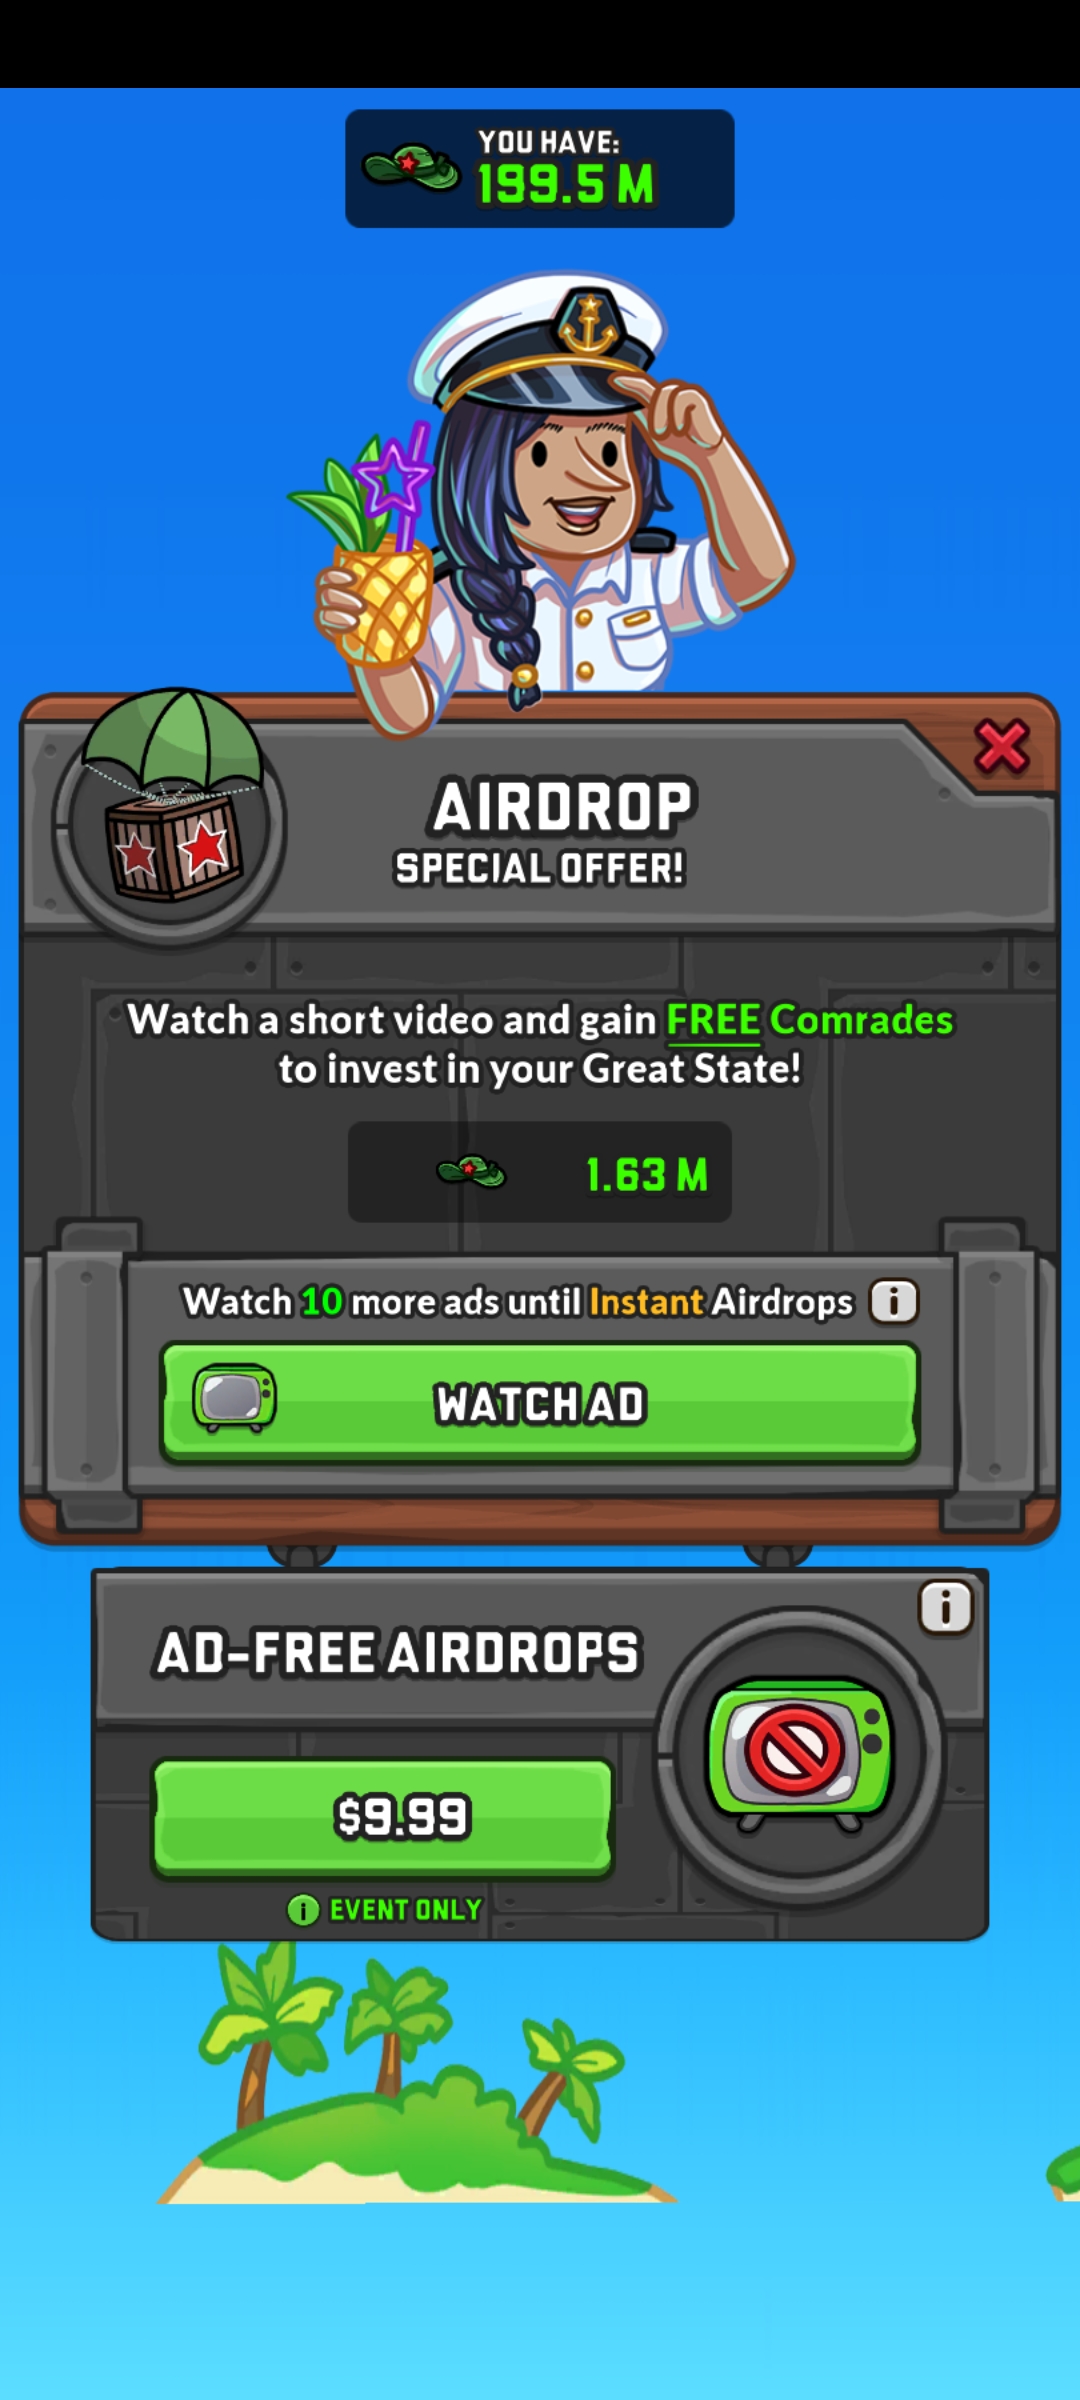 YOU HAVE:
199.5 M
AIRDROP
SPECIAL OFFER!
Watch a short video and gain FREE Comrades
to invest in your Great State!
1.63 M
Watch 10 more ads until Instant Airdrops
WATCH AD
AD-FREE AIRDROPS
$9.99
EVENT ONLY